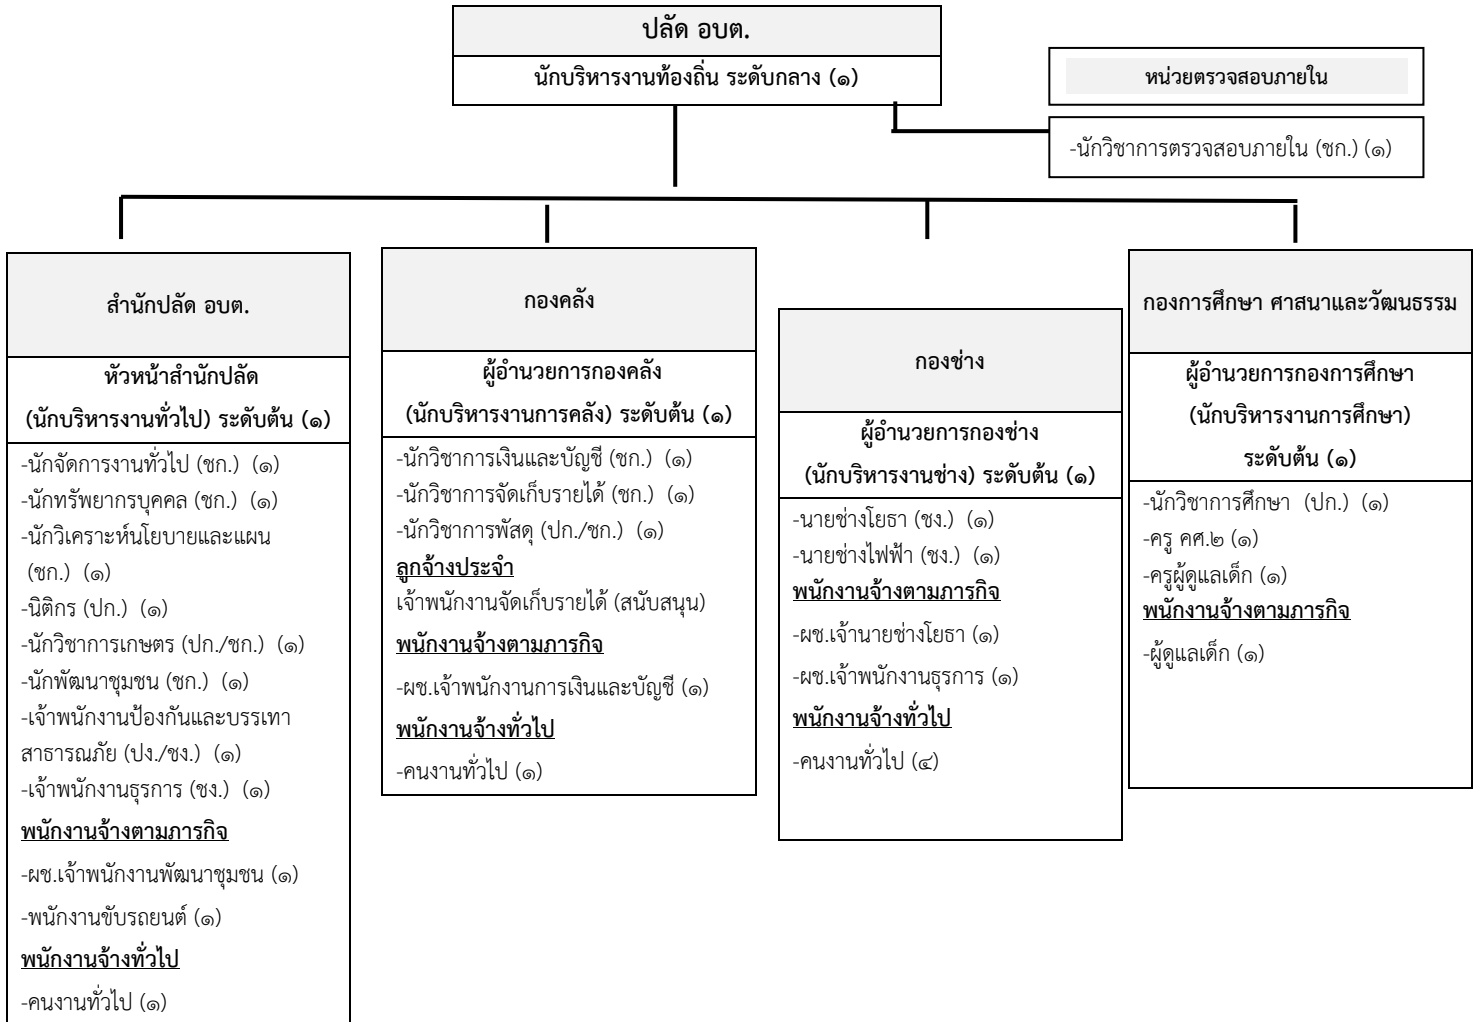 ปลัด อบต.
นักบริหารงานท้องถิ่น ระดับกลาง (๑)
หน่วยตรวจสอบภายใน
-นักวิชาการตรวจสอบภายใน (ชก.) (๑)
สำนักปลัด อบต.
หัวหน้าสำนักปลัด
(นักบริหารงานทั่วไป) ระดับต้น (๑)
-นักจัดการงานทั่วไป (ชก.) (๑)
-นักทรัพยากรบุคคล (ชก.) (๑)
-นักวิเคราะห์นโยบายและแผน
(ชก.) (๑)
-นิติกร (ปก.) (๑)
-นักวิชาการเกษตร (ปก./ชก.) (๑)
-นักพัฒนาชุมชน (ชก.) (๑)
-เจ้าพนักงานป้องกันและบรรเทา
สาธารณภัย (ปง./ชง.) (๑)
-เจ้าพนักงานธุรการ (ชง.) (๑)
พนักงานจ้างตามภารกิจ
-ผช.เจ้าพนักงานพัฒนาชุมชน (๑)
-พนักงานขับรถยนต์ (๑)
พนักงานจ้างทั่วไป
-คนงานทั่วไป (๑)
กองคลัง
ผู้อำนวยการกองคลัง
(นักบริหารงานการคลัง) ระดับต้น (๑)
-นักวิชาการเงินและบัญชี (ชก.) (๑)
-นักวิชาการจัดเก็บรายได้ (ชก.) (๑)
-นักวิชาการพัสดุ (ปก./ชก.) (๑)
ลูกจ้างประจำ
เจ้าพนักงานจัดเก็บรายได้ (สนับสนุน)
พนักงานจ้างตามภารกิจ
-ผช.เจ้าพนักงานการเงินและบัญชี (๑)
พนักงานจ้างทั่วไป
-คนงานทั่วไป (๑)
กองช่าง
ผู้อำนวยการกองช่าง
(นักบริหารงานช่าง) ระดับต้น (๑)
-นายช่างโยธา (ชง.) (๑)
-นายช่างไฟฟ้า (ชง.) (๑)
พนักงานจ้างตามภารกิจ
-ผช.เจ้านายช่างโยธา (๑)
-ผช.เจ้าพนักงานธุรการ (๑)
พนักงานจ้างทั่วไป
-คนงานทั่วไป (๔)
กองการศึกษา ศาสนาและวัฒนธรรม
ผู้อำนวยการกองการศึกษา
(นักบริหารงานการศึกษา)
ระดับต้น (๑)
-นักวิชาการศึกษา (ปก.) (๑)
-ครู คศ.๒ (๑)
-ครูผู้ดูแลเด็ก (๑)
พนักงานจ้างตามภารกิจ
-ผู้ดูแลเด็ก (๑)